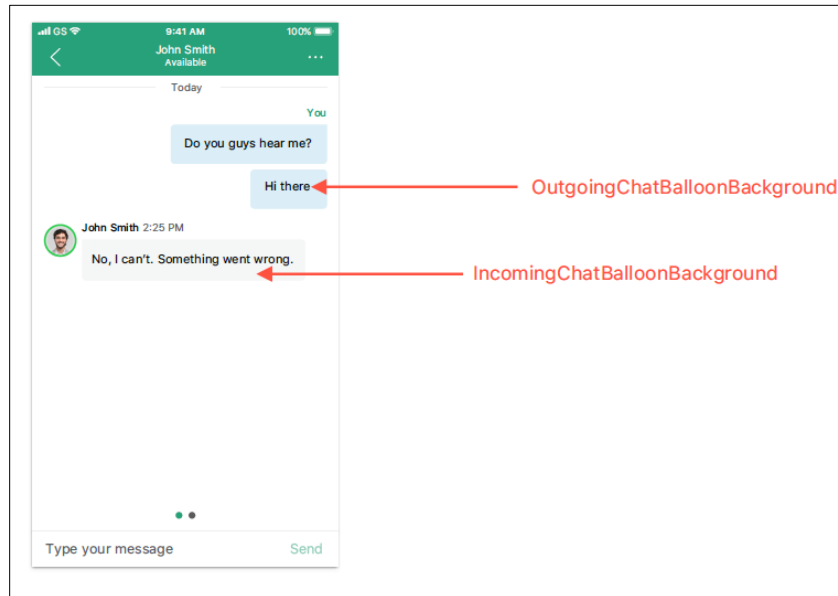 GS 9:41 AM 100%
John Smith
Available
...
Today
You
Do you guys hear me?
Hi there
OutgoingChatBalloonBackground
John Smith 2:25 PM
No, I can't. Something went wrong.
IncomingChatBalloonBackground
Type your message Send